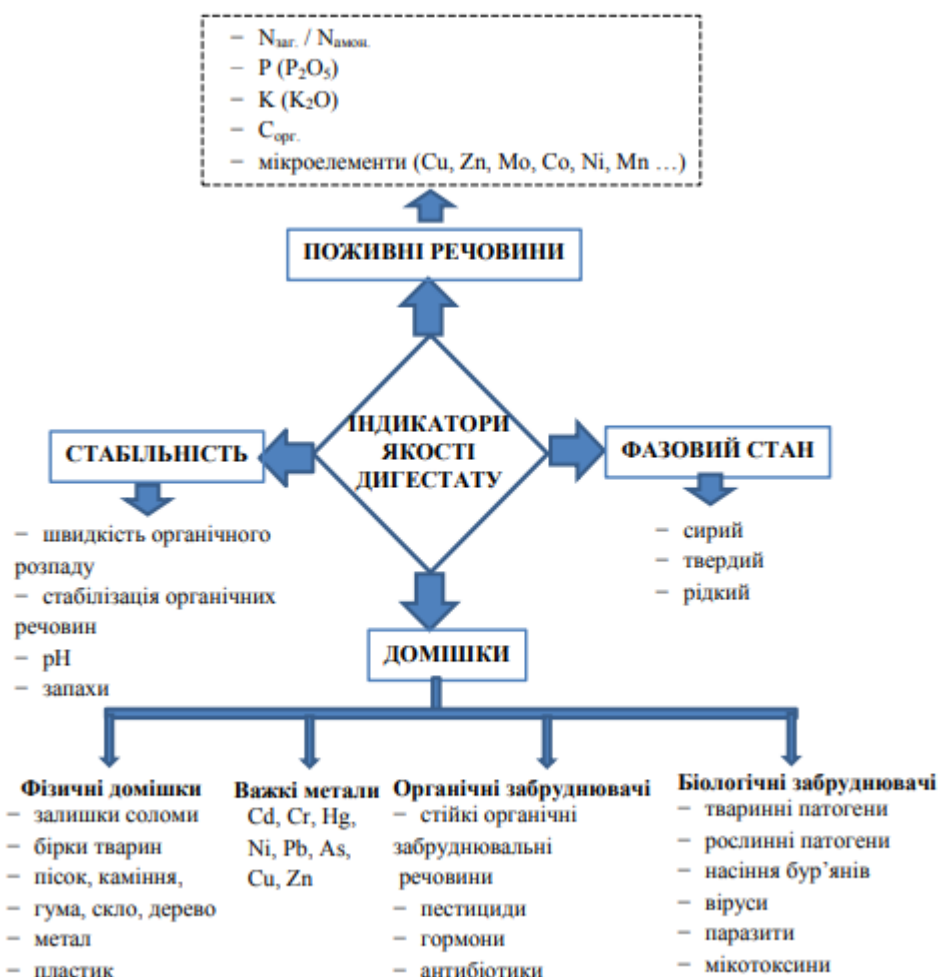 − Nзаг. / Nамон.
− P (P₂O₅)
− K (K₂O)
− Cорг.
− мікроелементи (Cu, Zn, Mo, Co, Ni, Mn …)
ПОЖИВНІ РЕЧОВИНИ
ІНДИКАТОРИ
ЯКОСТІ
ДИГЕСТАТУ
СТАБІЛЬНІСТЬ
− швидкість органічного
розпаду
− стабілізація органічних
речовин
− pH
− запахи
ФАЗОВИЙ СТАН
− сирий
− твердий
− рідкий
ДОМІШКИ
Фізичні домішки
− залишки соломи
− бірки тварин
− пісок, каміння,
− гума, скло, дерево
− метал
− пластик
Важкі метали
Cd, Cr, Hg,
Ni, Pb, As,
Cu, Zn
Органічні забруднювачі
− стійкі органічні
забруднювальні
речовини
− пестициди
− гормони
− антибіотики
Біологічні забруднювачі
− тваринні патогени
− рослинні патогени
− насіння бур’янів
− віруси
− паразити
− мікотоксини